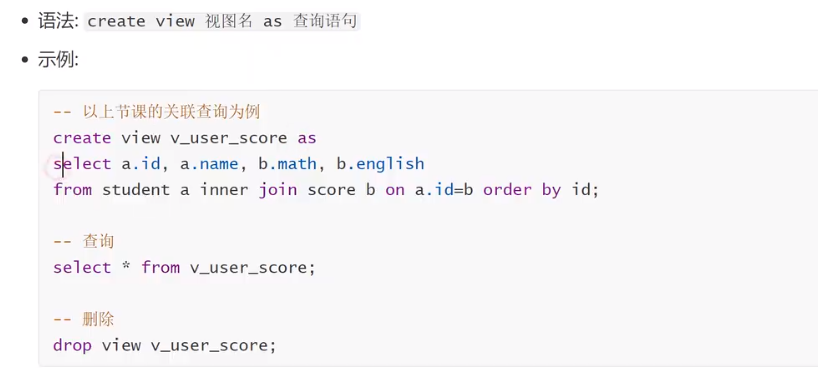 语法: create view 视图名 as 查询语句
示例:
-- 以上节课的关联查询为例
create view v_user_score as
select a.id, a.name, b.math, b.english
from student a inner join score b on a.id=b order by id;
-- 查询
select * from v_user_score;
-- 删除
drop view v_user_score;